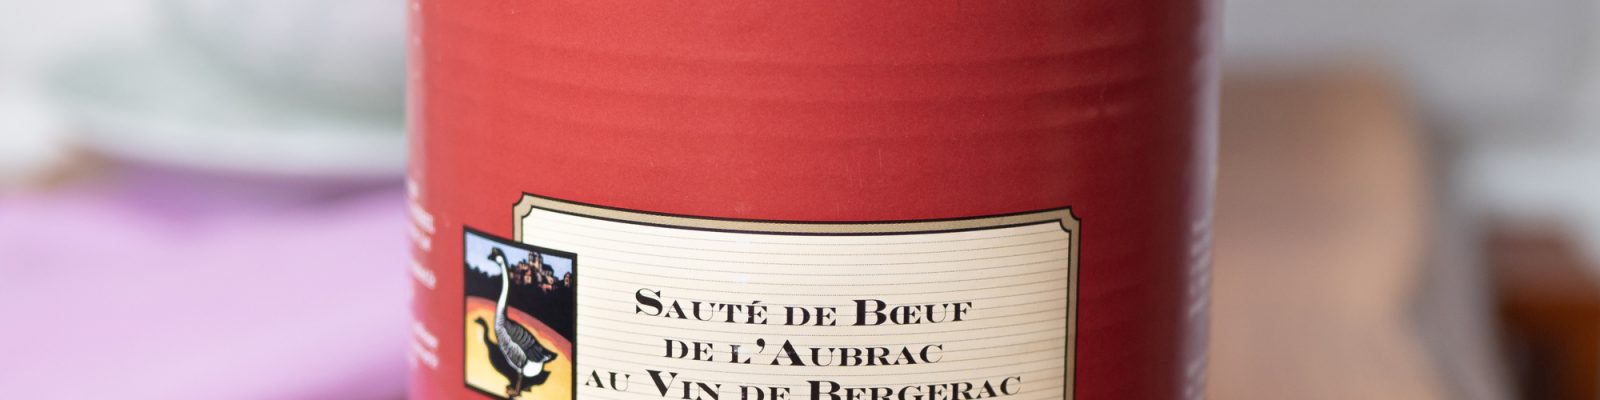 Sauté de Bœuf
de l'Aubrac
au Vin de Bergerac